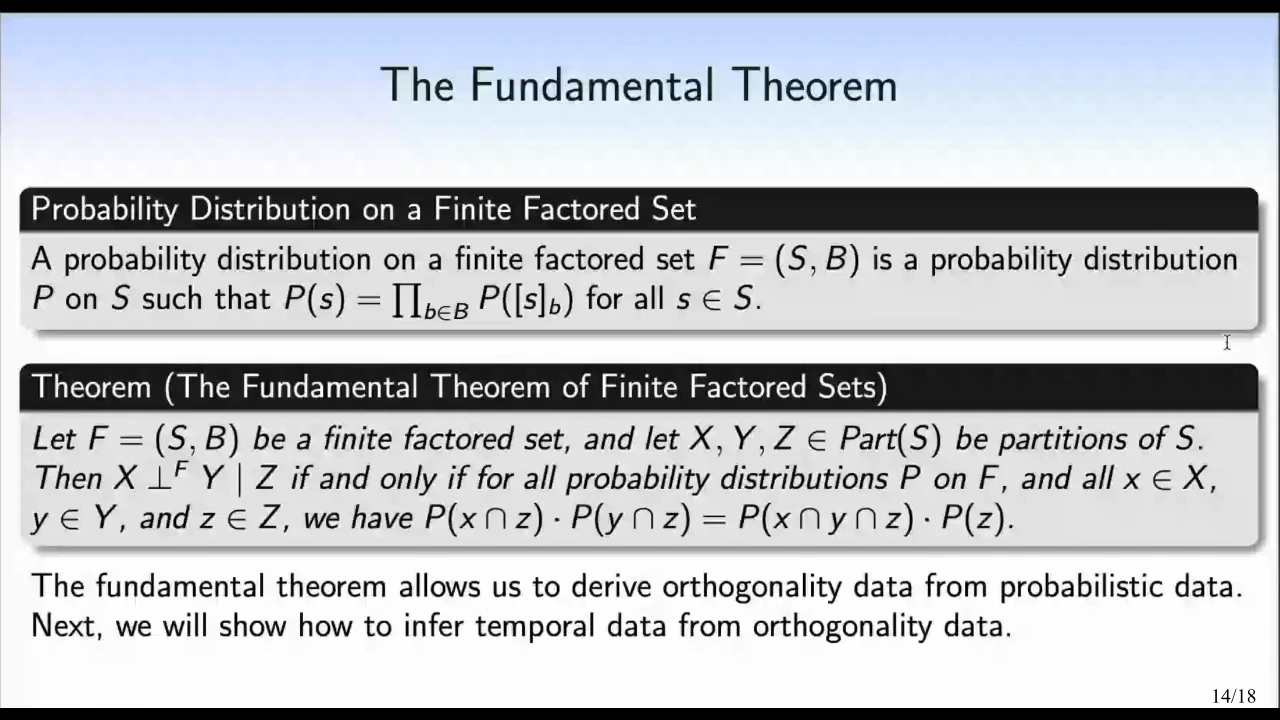 The Fundamental Theorem
Probability Distribution on a Finite Factored Set
A probability distribution on a finite factored set F = (S, B) is a probability distribution
P on S such that P(s) = ∏_{b∈B} P([s]_b) for all s ∈ S.
Theorem (The Fundamental Theorem of Finite Factored Sets)
Let F = (S, B) be a finite factored set, and let X, Y, Z ∈ Part(S) be partitions of S.
Then X ⊥^F Y | Z if and only if for all probability distributions P on F, and all x ∈ X,
y ∈ Y, and z ∈ Z, we have P(x ∩ z) · P(y ∩ z) = P(x ∩ y ∩ z) · P(z).
The fundamental theorem allows us to derive orthogonality data from probabilistic data.
Next, we will show how to infer temporal data from orthogonality data.
14/18